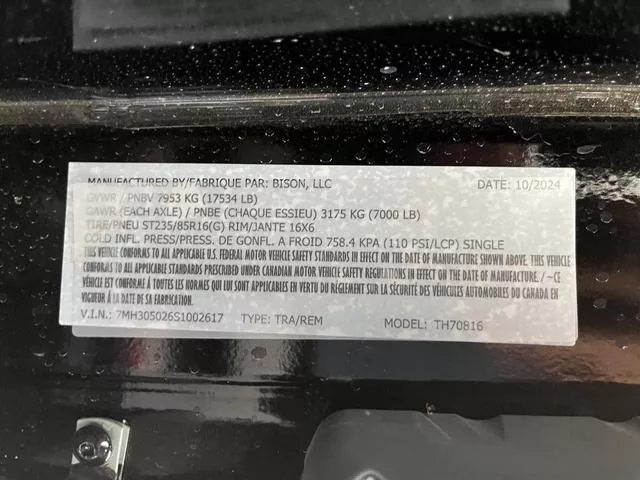 MANUFACTURED BY/FABRIQUE PAR: BISON, LLC DATE: 10/2024
GVWR / PNBV 7953 KG (17534 LB)
GAWR (EACH AXLE) / PNBE (CHAQUE ESSIEU) 3175 KG (7000 LB)
TIRE/PNEU ST235/85R16(G) RIM/JANTE 16X6
COLD INFL. PRESS/PRESS. DE GONFL. A FROID 758.4 KPA (110 PSI/LCP) SINGLE
THIS VEHICLE CONFORMS TO ALL APPLICABLE U.S. FEDERAL MOTOR VEHICLE SAFETY STANDARDS IN EFFECT ON THE DATE OF MANUFACTURE SHOWN ABOVE. THIS VEHICLE
CONFORMS TO ALL APPLICABLE STANDARDS PRESCRIBED UNDER THE CANADIAN MOTOR VEHICLE SAFETY REGULATIONS IN EFFECT ON THE DATE OF MANUFACTURE. /-CE
VÉHICULE EST CONFORME À TOUTES LES NORMES QUI LUI SONT APPLICABLES EN VERTU DU RÈGLEMENT SUR LA SÉCURITÉ DES VÉHICULES AUTOMOBILES DU CANADA EN
VIGUEUR À LA DATE DE SA FABRICATION.
V.I.N.: 7MH305026S1002617 TYPE: TRA/REM MODEL: TH70816